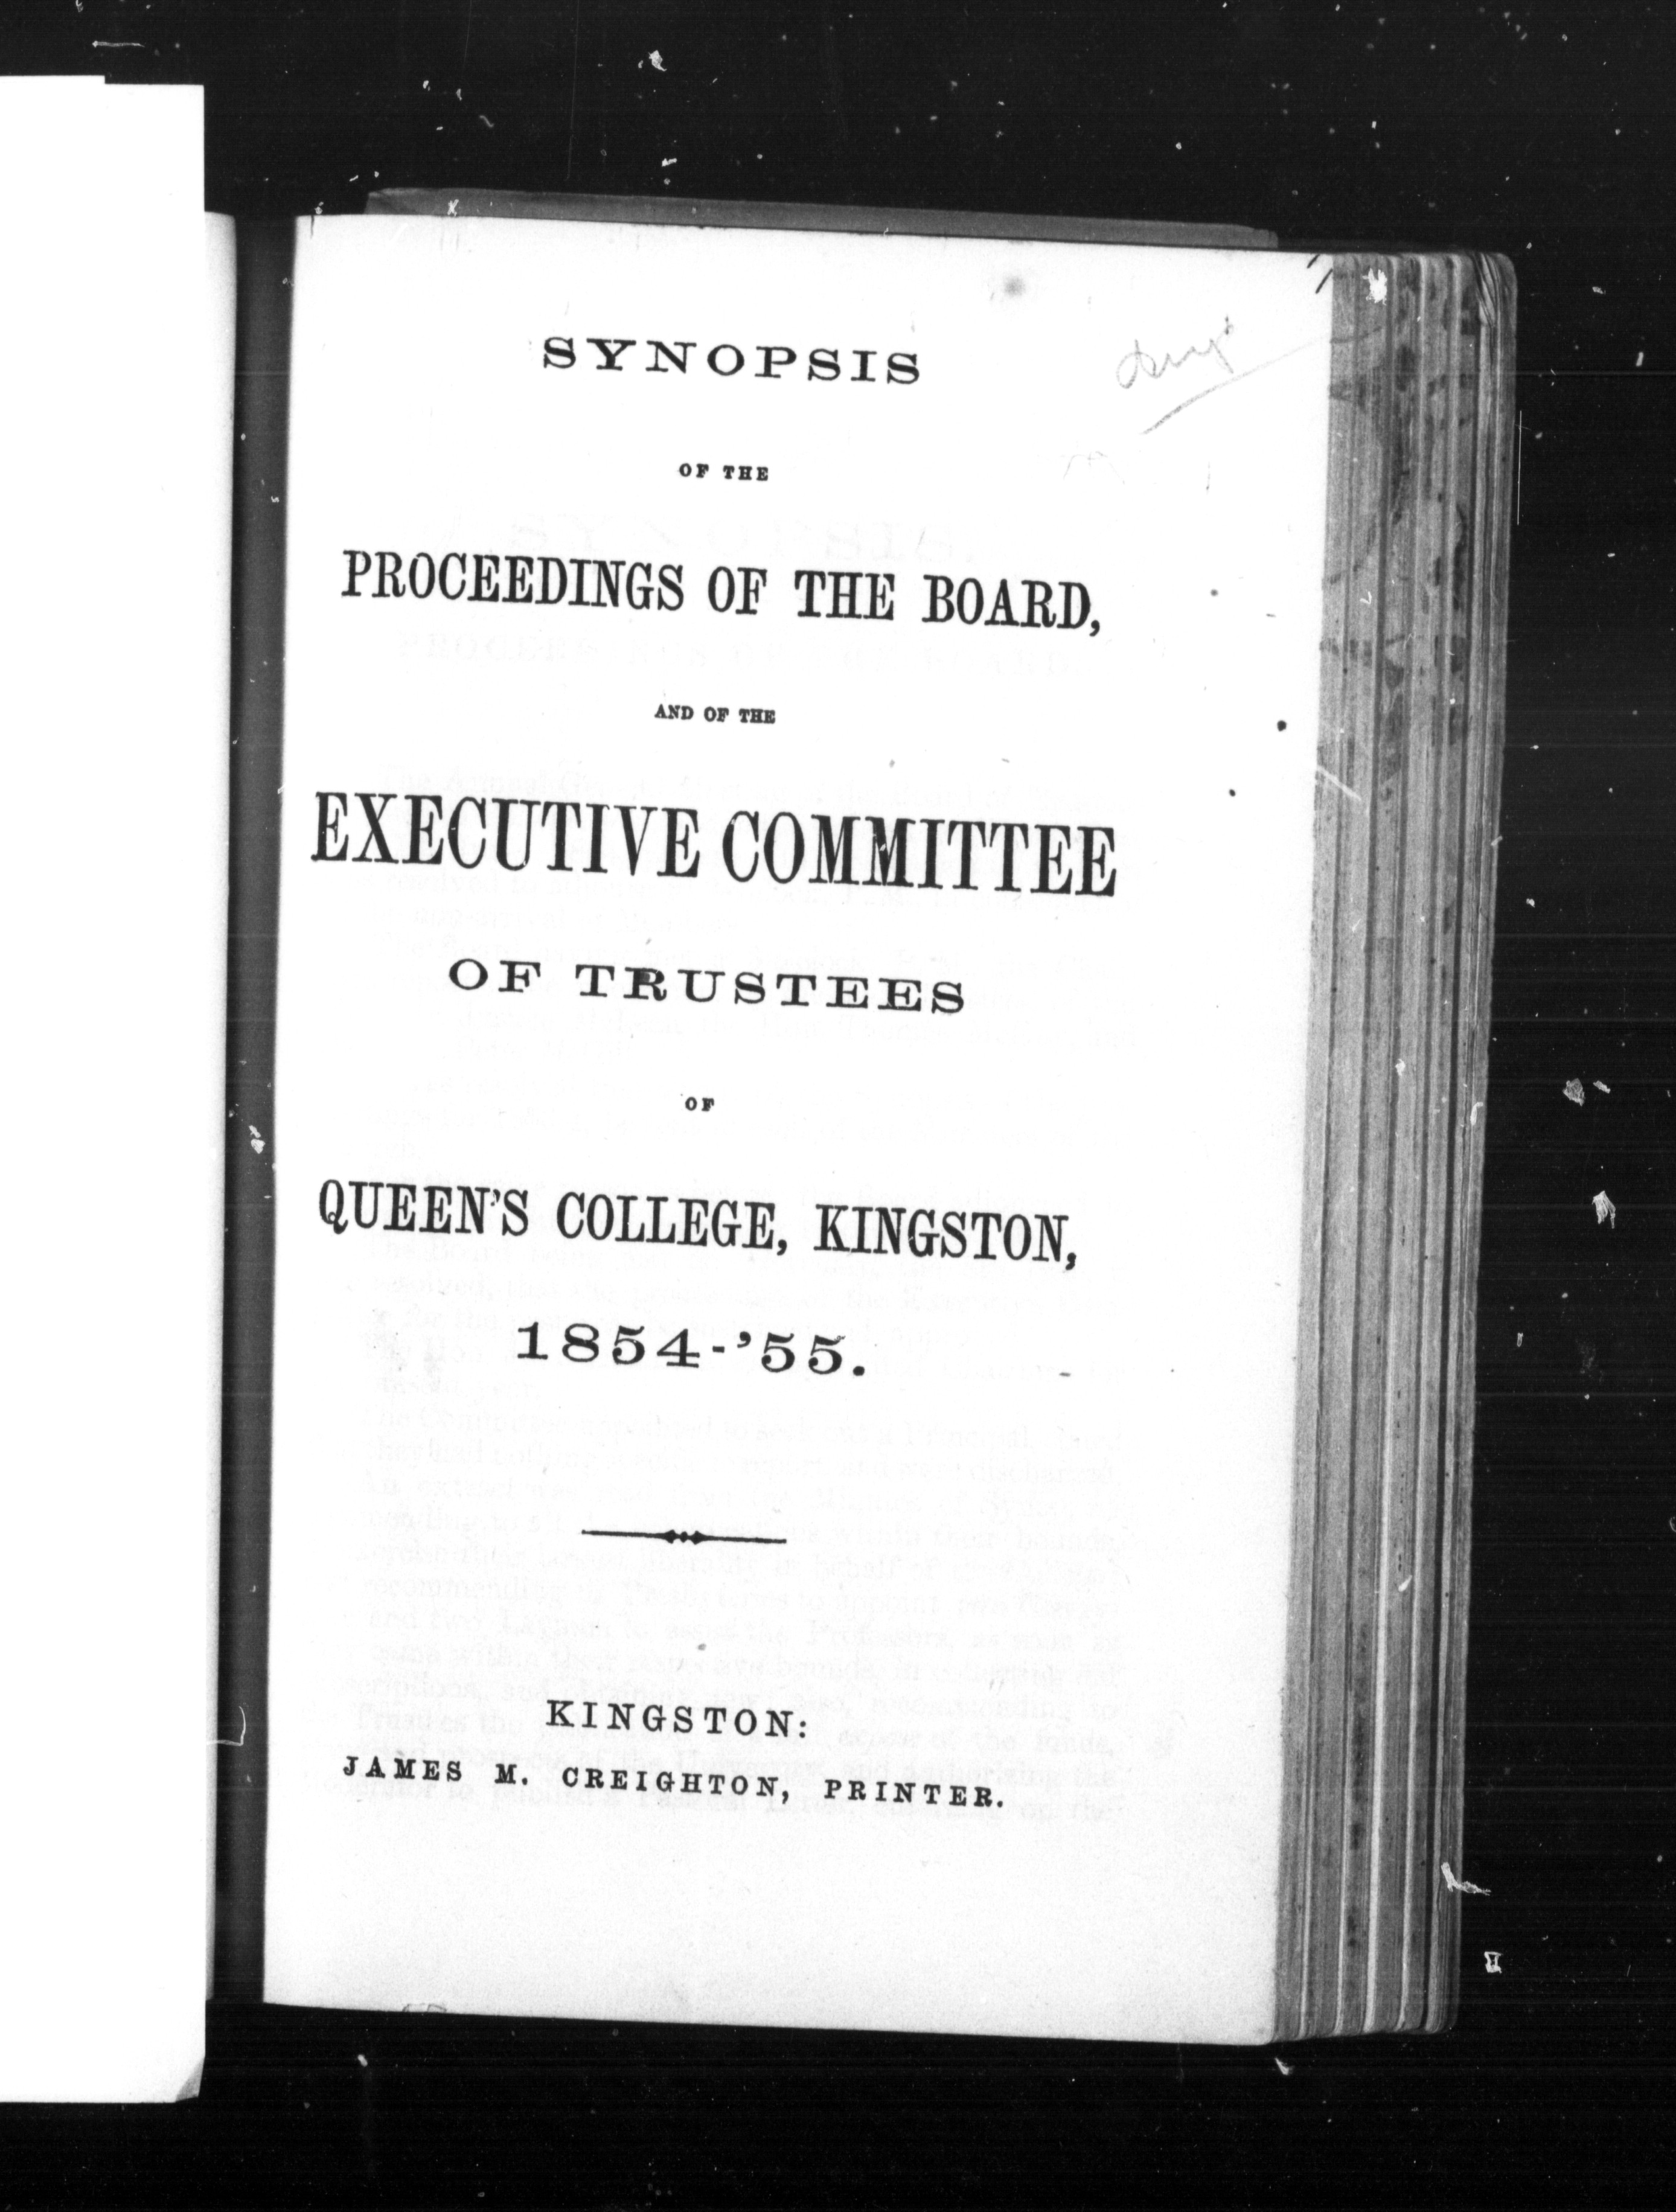 SYNOPSIS
OF THE
PROCEEDINGS OF THE BOARD,
AND OF THE
EXECUTIVE COMMITTEE
OF TRUSTEES
OF
QUEEN'S COLLEGE, KINGSTON,
1854-'55.
KINGSTON:
JAMES M. CREIGHTON, PRINTER.